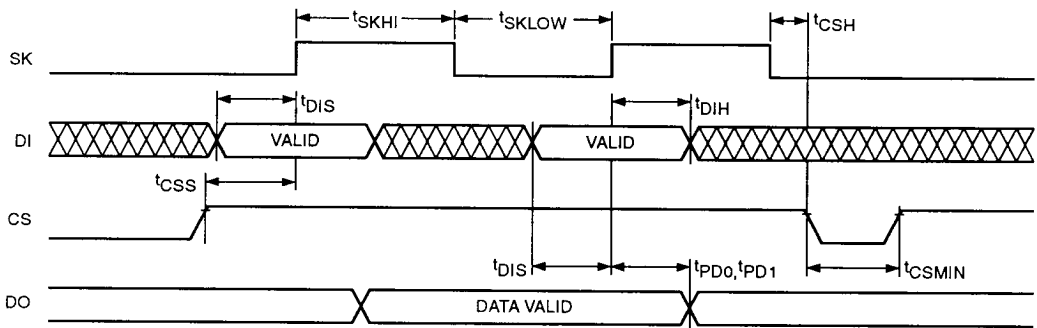 tSKHI
tSKLOW
tCSH
SK
tDIS
tDIH
DI
VALID
VALID
tCSS
CS
tDIS
tPD0,tPD1
tCSMIN
DO
DATA VALID